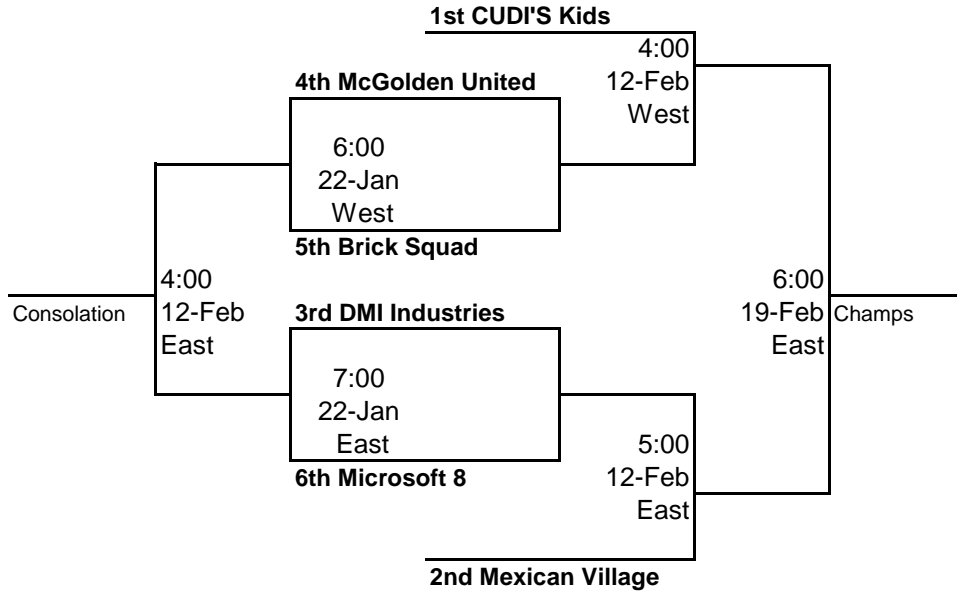 1st CUDI'S Kids
4:00
12-Feb
West
4th McGolden United
6:00
22-Jan
West
5th Brick Squad
4:00
12-Feb
East
Consolation
3rd DMI Industries
7:00
22-Jan
East
6th Microsoft 8
6:00
19-Feb
East
Champs
5:00
12-Feb
East
2nd Mexican Village